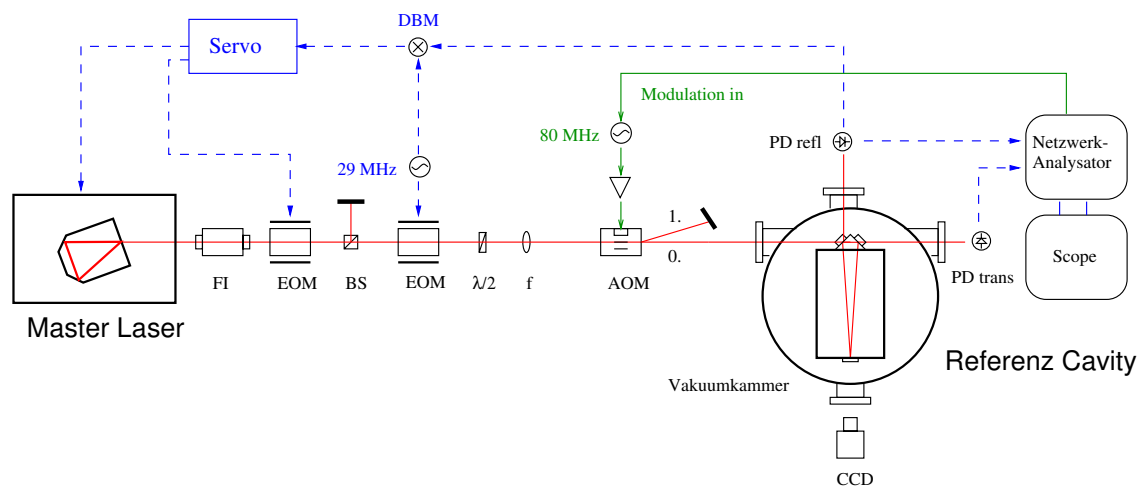 DBM
Servo
Modulation in
80 MHz
PD refl
Netzwerk-
Analysator
29 MHz
1.
0.
FI
EOM
BS
EOM
λ/2
f
AOM
PD trans
Scope
Master Laser
Vakuumkammer
Referenz Cavity
CCD